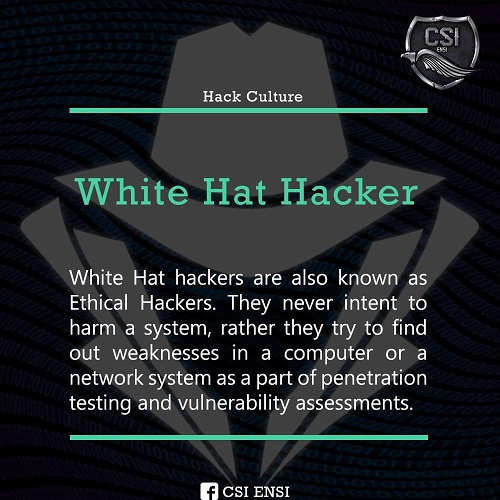 CSI
ENSI
Hack Culture
White Hat Hacker
White Hat hackers are also known as
Ethical Hackers. They never intent to
harm a system, rather they try to find
out weaknesses in a computer or a
network system as a part of penetration
testing and vulnerability assessments.
CSI ENSI